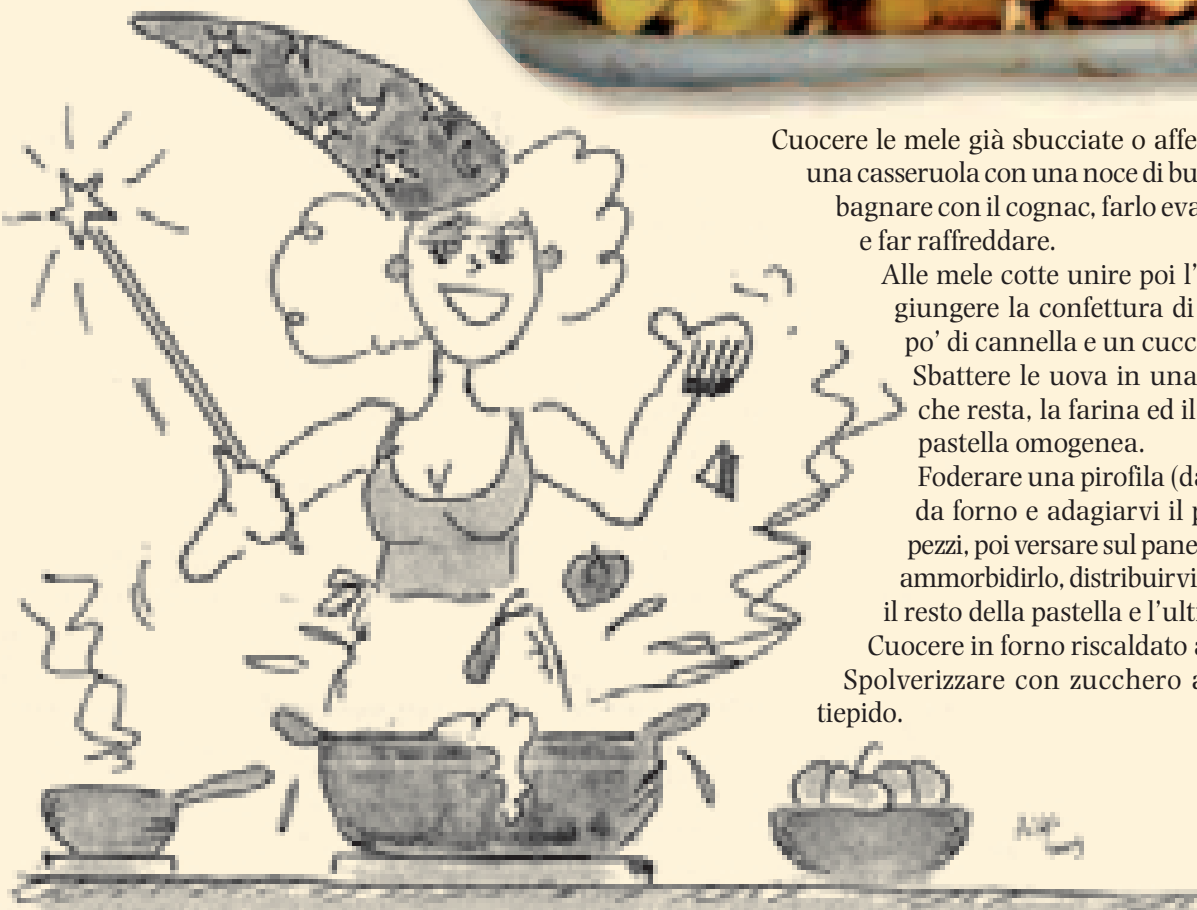 Cuocere le mele già sbucciate o affe
una casseruola con una noce di bu
bagnare con il cognac, farlo eva
e far raffreddare.
Alle mele cotte unire poi l’
giungere la confettura di
po’ di cannella e un cucc
Sbattere le uova in una
che resta, la farina ed il
pastella omogenea.
Foderare una pirofila (da
da forno e adagiarvi il p
pezzi, poi versare sul pane
ammorbidirlo, distribuirvi
il resto della pastella e l’ult
Cuocere in forno riscaldato a
Spolverizzare con zucchero a
tiepido.